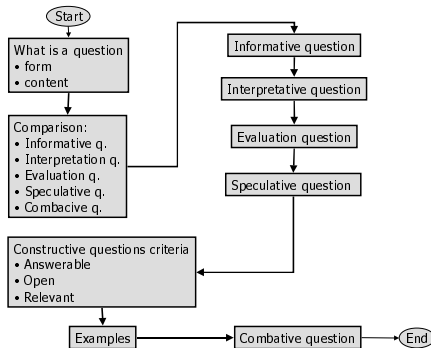 Start
What is a question
• form
• content
Comparison:
• Informative q.
• Interpretation q.
• Evaluation q.
• Speculative q.
• Combacive q.
Informative question
Interpretative question
Evaluation question
Speculative question
Constructive questions criteria
• Answerable
• Open
• Relevant
Examples
Combative question
End